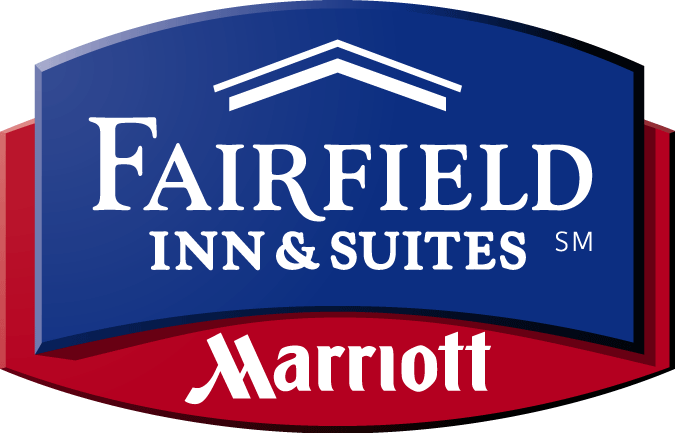 FAIRFIELD
INN & SUITES SM
Marriott